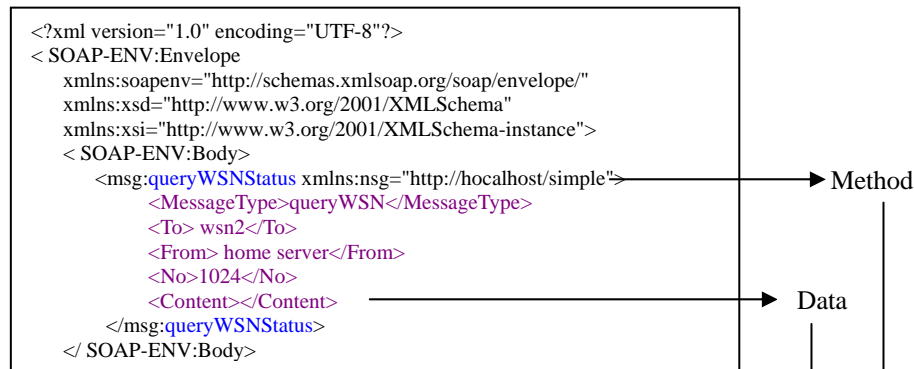 <?xml version="1.0" encoding="UTF-8"?>
< SOAP-ENV:Envelope
xmlns:soapenv="http://schemas.xmlsoap.org/soap/envelope/"
xmlns:xsd="http://www.w3.org/2001/XMLSchema"
xmlns:xsi="http://www.w3.org/2001/XMLSchema-instance">
< SOAP-ENV:Body>
<msg:queryWSNStatus xmlns:nsg="http://hocalhost/simple">
Method
<MessageType>queryWSN</MessageType>
<To> wsn2</To>
<From> home server</From>
<No>1024</No>
<Content></Content>
Data
</msg:queryWSNStatus>
</ SOAP-ENV:Body>